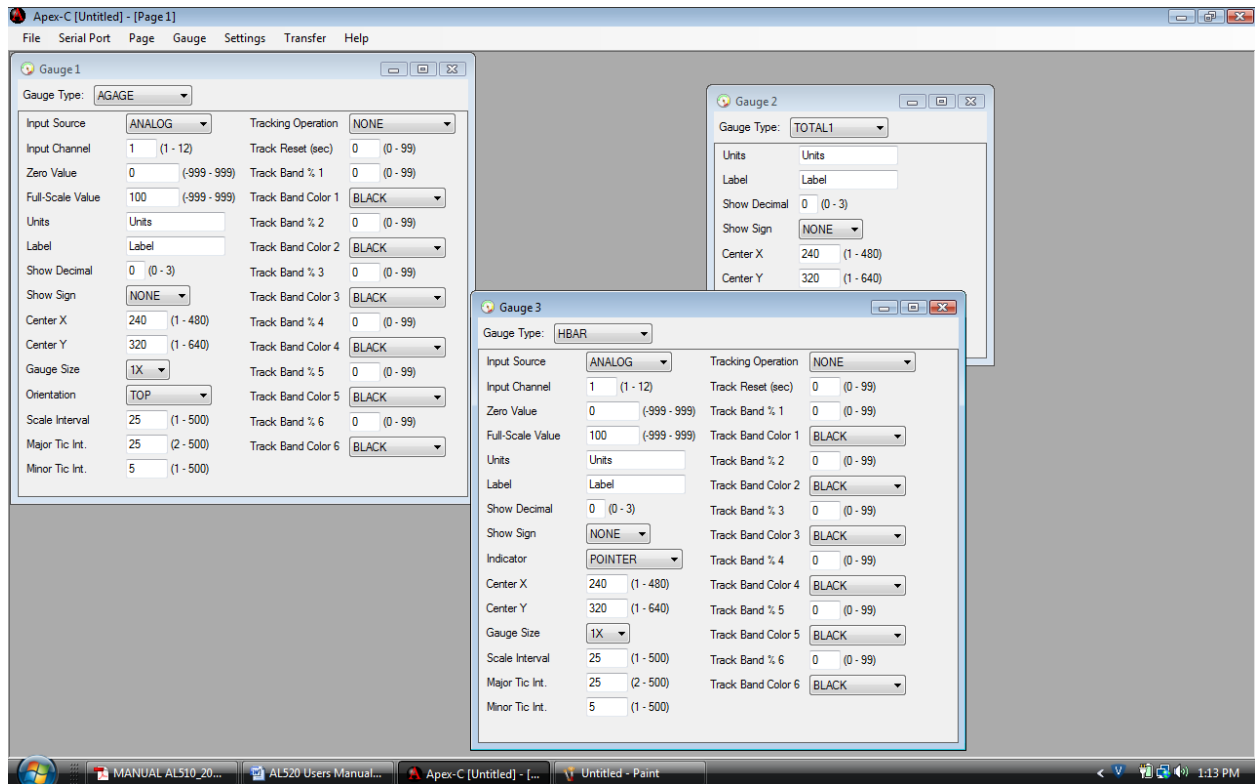 Apex-C [Untitled] - [Page1]
File Serial Port Page Gauge Settings Transfer Help
Gauge 1
Gauge Type: AGAGE
Input Source ANALOG Tracking Operation NONE
Input Channel 1 (1 - 12) Track Reset (sec) 0 (0 - 99)
Zero Value 0 (-999 - 999) Track Band % 1 0 (0 - 99)
Full-Scale Value 100 (-999 - 999) Track Band Color 1 BLACK
Units Units Track Band % 2 0 (0 - 99)
Label Label Track Band Color 2 BLACK
Show Decimal 0 (0 - 3) Track Band % 3 0 (0 - 99)
Show Sign NONE Track Band Color 3 BLACK
Center X 240 (1 - 480) Track Band % 4 0 (0 - 99)
Center Y 320 (1 - 640) Track Band Color 4 BLACK
Gauge Size 1X Track Band % 5 0 (0 - 99)
Orientation TOP Track Band Color 5 BLACK
Scale Interval 25 (1 - 500) Track Band % 6 0 (0 - 99)
Major Tic Int. 25 (2 - 500) Track Band Color 6 BLACK
Minor Tic Int. 5 (1 - 500)
Gauge 2
Gauge Type: TOTAL1
Units Units
Label Label
Show Decimal 0 (0 - 3)
Show Sign NONE
Center X 240 (1 - 480)
Center Y 320 (1 - 640)
Gauge 3
Gauge Type: HBAR
Input Source ANALOG Tracking Operation NONE
Input Channel 1 (1 - 12) Track Reset (sec) 0 (0 - 99)
Zero Value 0 (-999 - 999) Track Band % 1 0 (0 - 99)
Full-Scale Value 100 (-999 - 999) Track Band Color 1 BLACK
Units Units Track Band % 2 0 (0 - 99)
Label Label Track Band Color 2 BLACK
Show Decimal 0 (0 - 3) Track Band % 3 0 (0 - 99)
Show Sign NONE Track Band Color 3 BLACK
Indicator POINTER Track Band % 4 0 (0 - 99)
Center X 240 (1 - 480) Track Band Color 4 BLACK
Center Y 320 (1 - 640) Track Band % 5 0 (0 - 99)
Gauge Size 1X Track Band Color 5 BLACK
Scale Interval 25 (1 - 500) Track Band % 6 0 (0 - 99)
Major Tic Int. 25 (2 - 500) Track Band Color 6 BLACK
Minor Tic Int. 5 (1 - 500)
MANUAL AL510_20... AL520 Users Manual... Apex-C [Untitled] - [... Untitled - Paint < V 1:13 PM